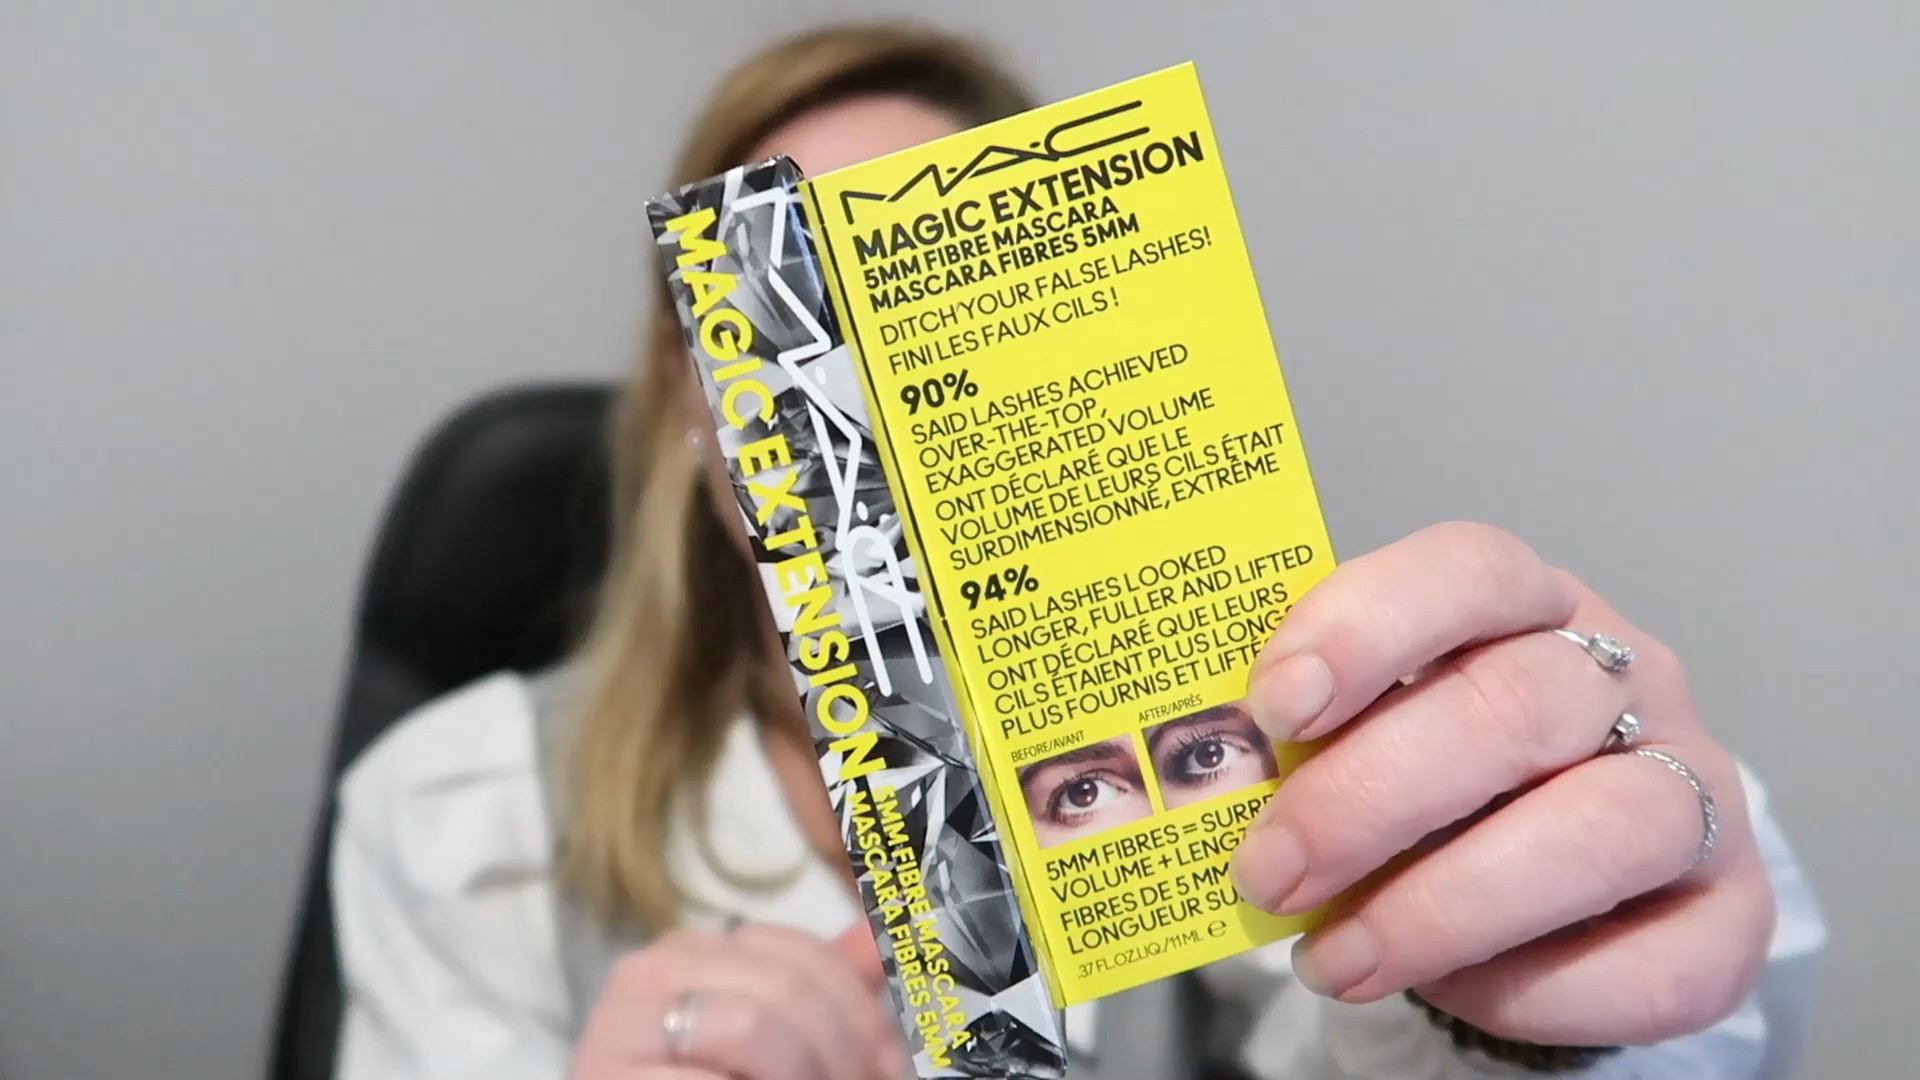 MAGIC EXTENSION
5MM FIBRE MASCARA
MASCARA FIBRES 5MM
MAC
MAC
MAGIC EXTENSION
5MM FIBRE MASCARA
MASCARA FIBRES 5MM
DITCH YOUR FALSE LASHES!
FINI LES FAUX CILS !
90%
SAID LASHES ACHIEVED
OVER-THE-TOP,
EXAGGERATED VOLUME
ONT DÉCLARÉ QUE LE
VOLUME DE LEURS CILS ÉTAIT
SURDIMENSIONNÉ, EXTRÊME
94%
SAID LASHES LOOKED
LONGER, FULLER AND LIFTED
ONT DÉCLARÉ QUE LEURS
CILS ÉTAIENT PLUS LONGS
PLUS FOURNIS ET
BEFORE/AVANT
AFTER/APRÈS
5MM FIBRES =
VOLUME +
FIBRES DE 5 MM
LONGUEUR
.37 FL.OZ.LIQ./11 ML ℮